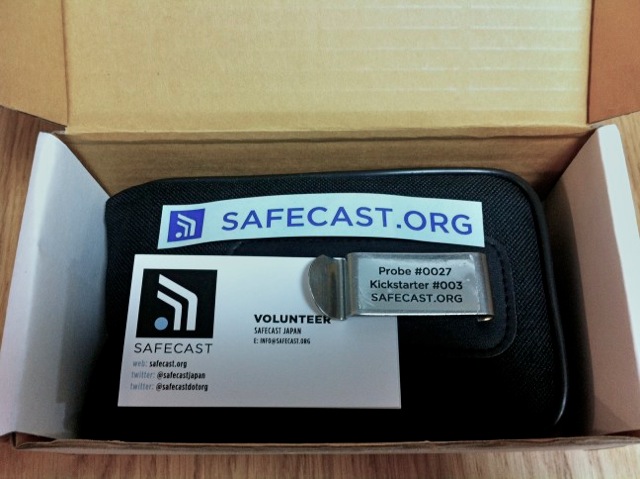 SAFECAST.ORG
Probe #0027
Kickstarter #003
SAFECAST.ORG
SAFECAST
web: safecast.org
twitter: @safecastjapan
twitter: @safecastdotorg
VOLUNTEER
SAFECAST JAPAN
E: INFO@SAFECAST.ORG